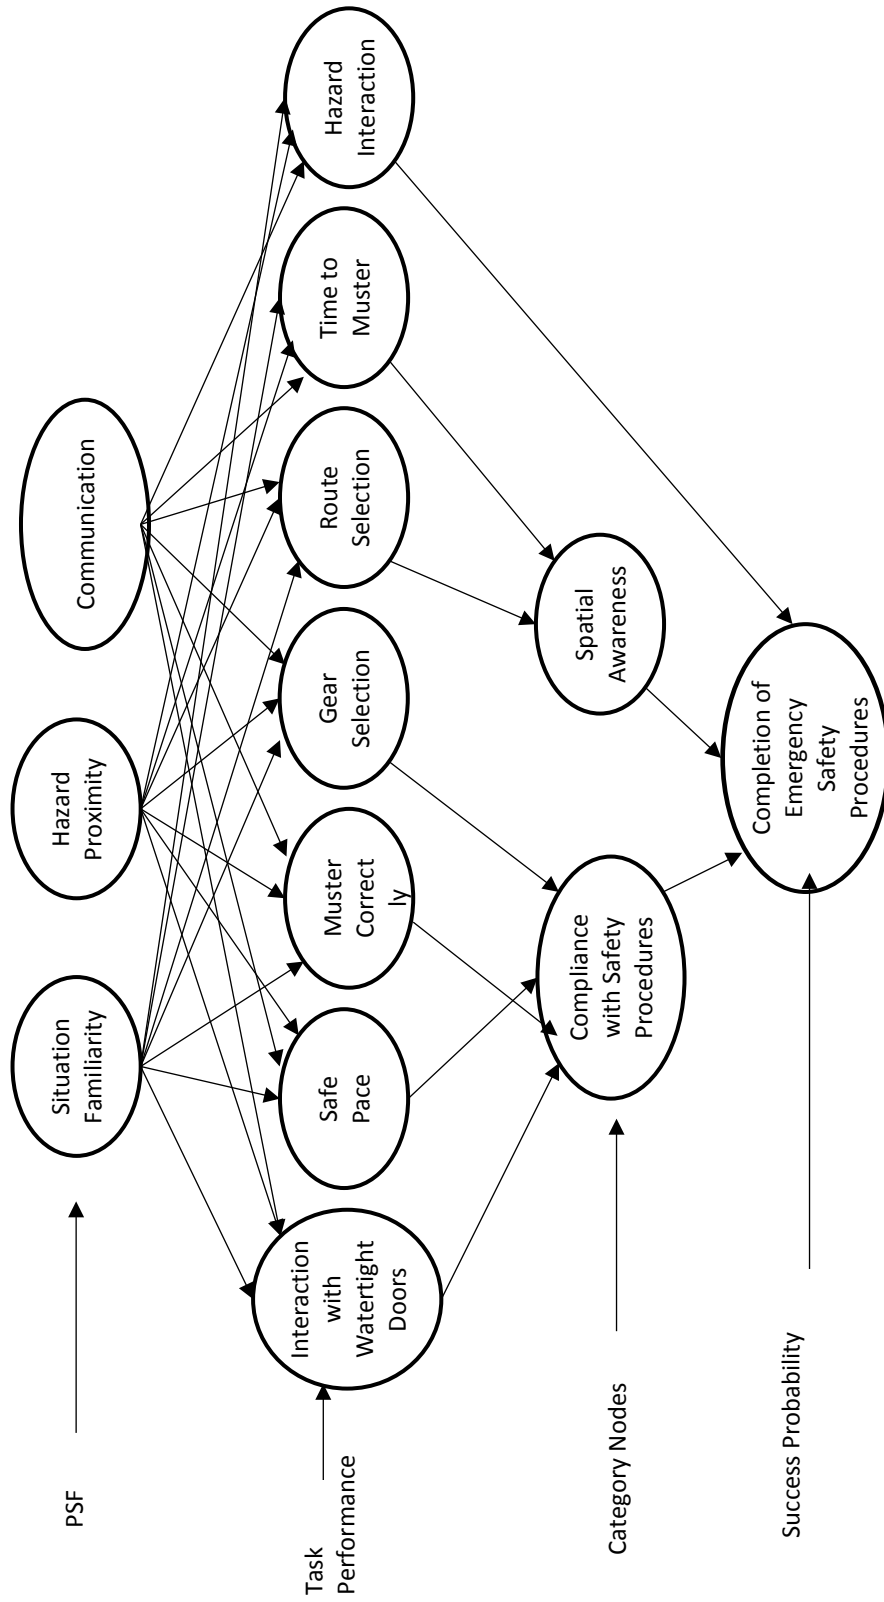 PSF
Situation
Familiarity
Hazard
Proximity
Communication
Task
Performance
Interaction
with
Watertight
Doors
Safe
Pace
Muster
Correct
ly
Gear
Selection
Route
Selection
Time to
Muster
Hazard
Interaction
Category Nodes
Compliance
with Safety
Procedures
Spatial
Awareness
Success Probability
Completion of
Emergency
Safety
Procedures